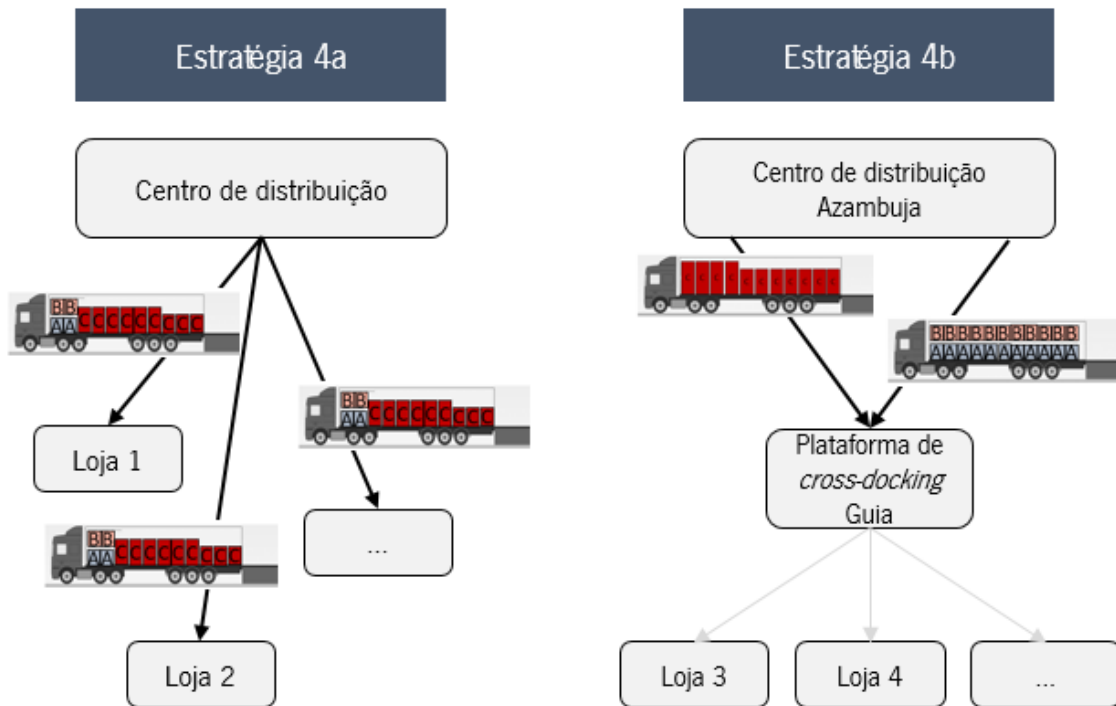 Estratégia 4a
Estratégia 4b
Centro de distribuição
Centro de distribuição
Azambuja
B B
A A C C C C C C C C C
C C C C C C C C C C C
B B B B B B B B B B B
A A A A A A A A A A A
B B
A A C C C C C C C C C
Loja 1
Plataforma de
cross-docking
Guia
B B
A A C C C C C C C C C
...
Loja 2
Loja 3
Loja 4
...